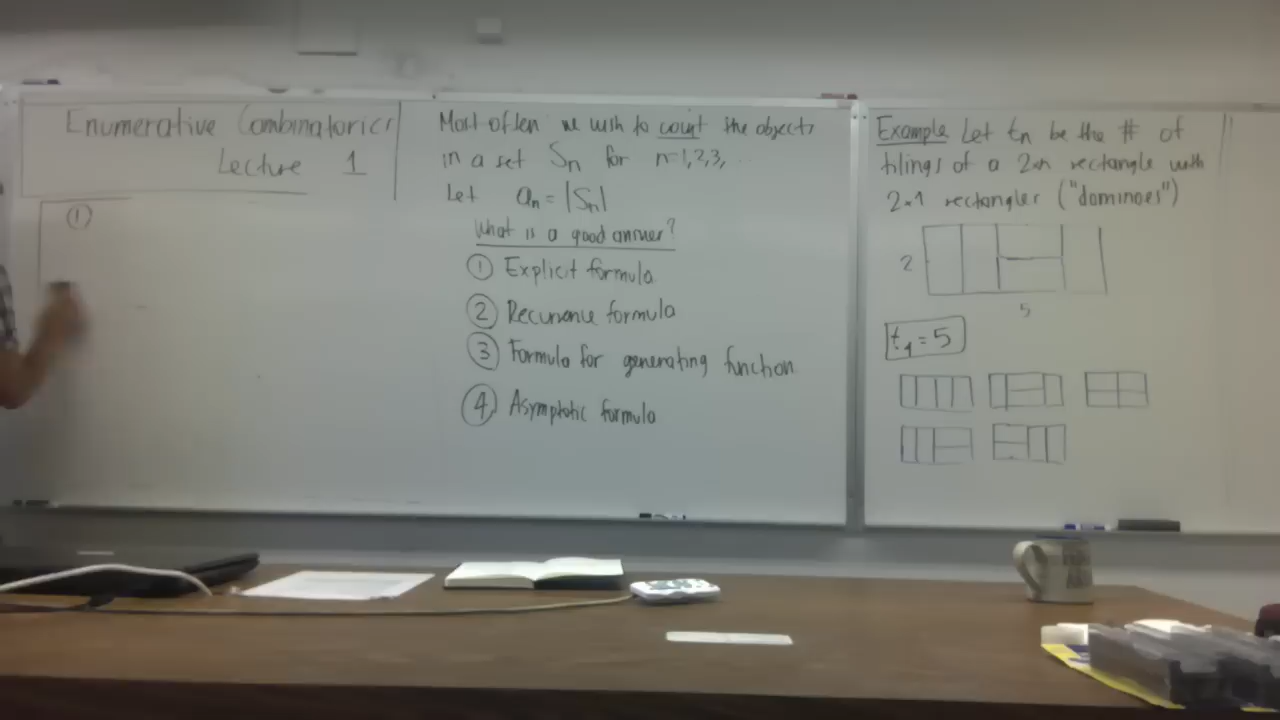 Enumerative Combinatorics
Lecture 1
①
Most often we wish to count the objects
in a set Sn for n=1,2,3, ...
Let an = |Sn|
What is a good answer?
① Explicit formula
② Recursive formula
③ Formula for generating function
④ Asymptotic formula
Example Let tn be the # of
tilings of a 2×n rectangle with
2×1 rectangles ("dominoes")
2
5
t4 = 5